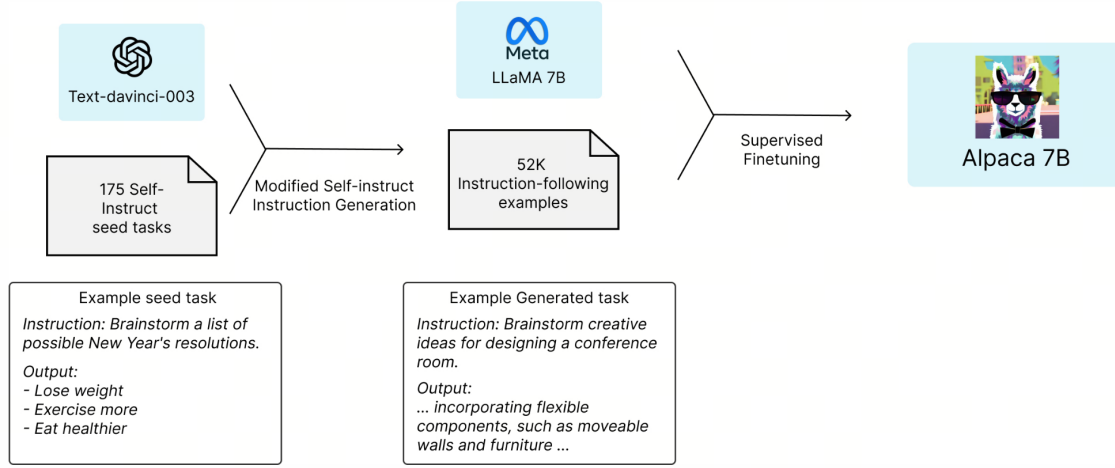 Text-davinci-003
175 Self-
Instruct
seed tasks
Modified Self-instruct
Instruction Generation
Meta
LLaMA 7B
52K
Instruction-following
examples
Supervised
Finetuning
Alpaca 7B
Example seed task
Instruction: Brainstorm a list of
possible New Year's resolutions.
Output:
- Lose weight
- Exercise more
- Eat healthier
Example Generated task
Instruction: Brainstorm creative
ideas for designing a conference
room.
Output:
... incorporating flexible
components, such as moveable
walls and furniture ...